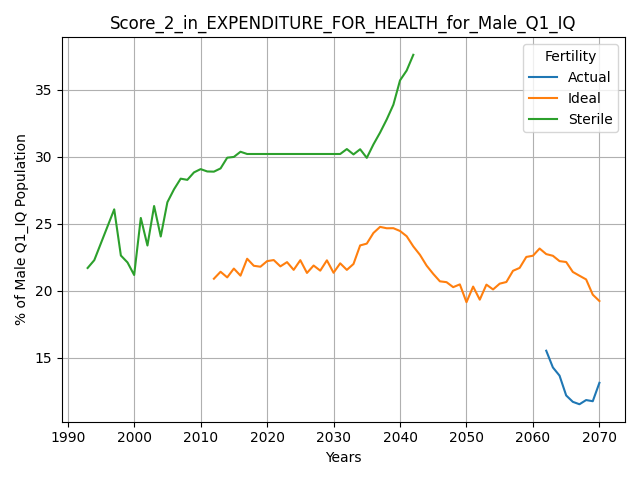 Score_2_in_EXPENDITURE_FOR_HEALTH_for_Male_Q1_IQ
% of Male Q1_IQ Population
35
30
25
20
15
Fertility
Actual
Ideal
Sterile
1990 2000 2010 2020 2030 2040 2050 2060 2070
Years